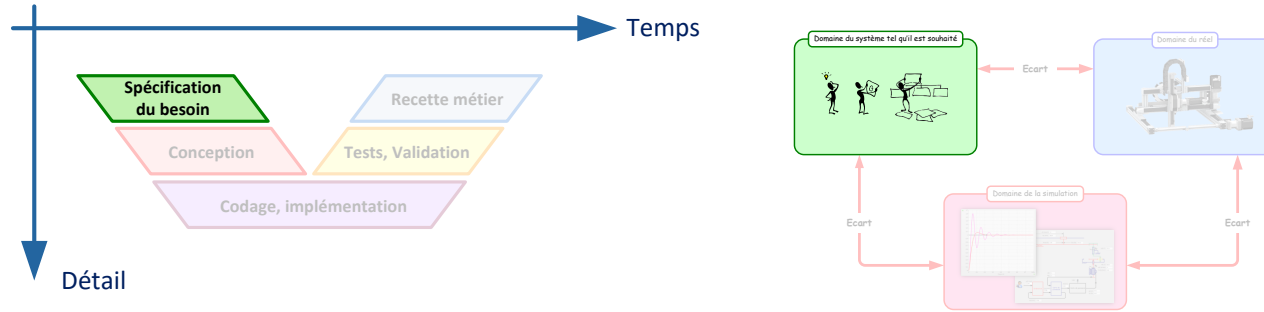 Temps
Spécification
du besoin
Recette métier
Conception
Tests, Validation
Codage, implémentation
Détail
Domaine du système tel qu'il est souhaité
Domaine du réel
Ecart
Domaine de la simulation
Ecart
Ecart